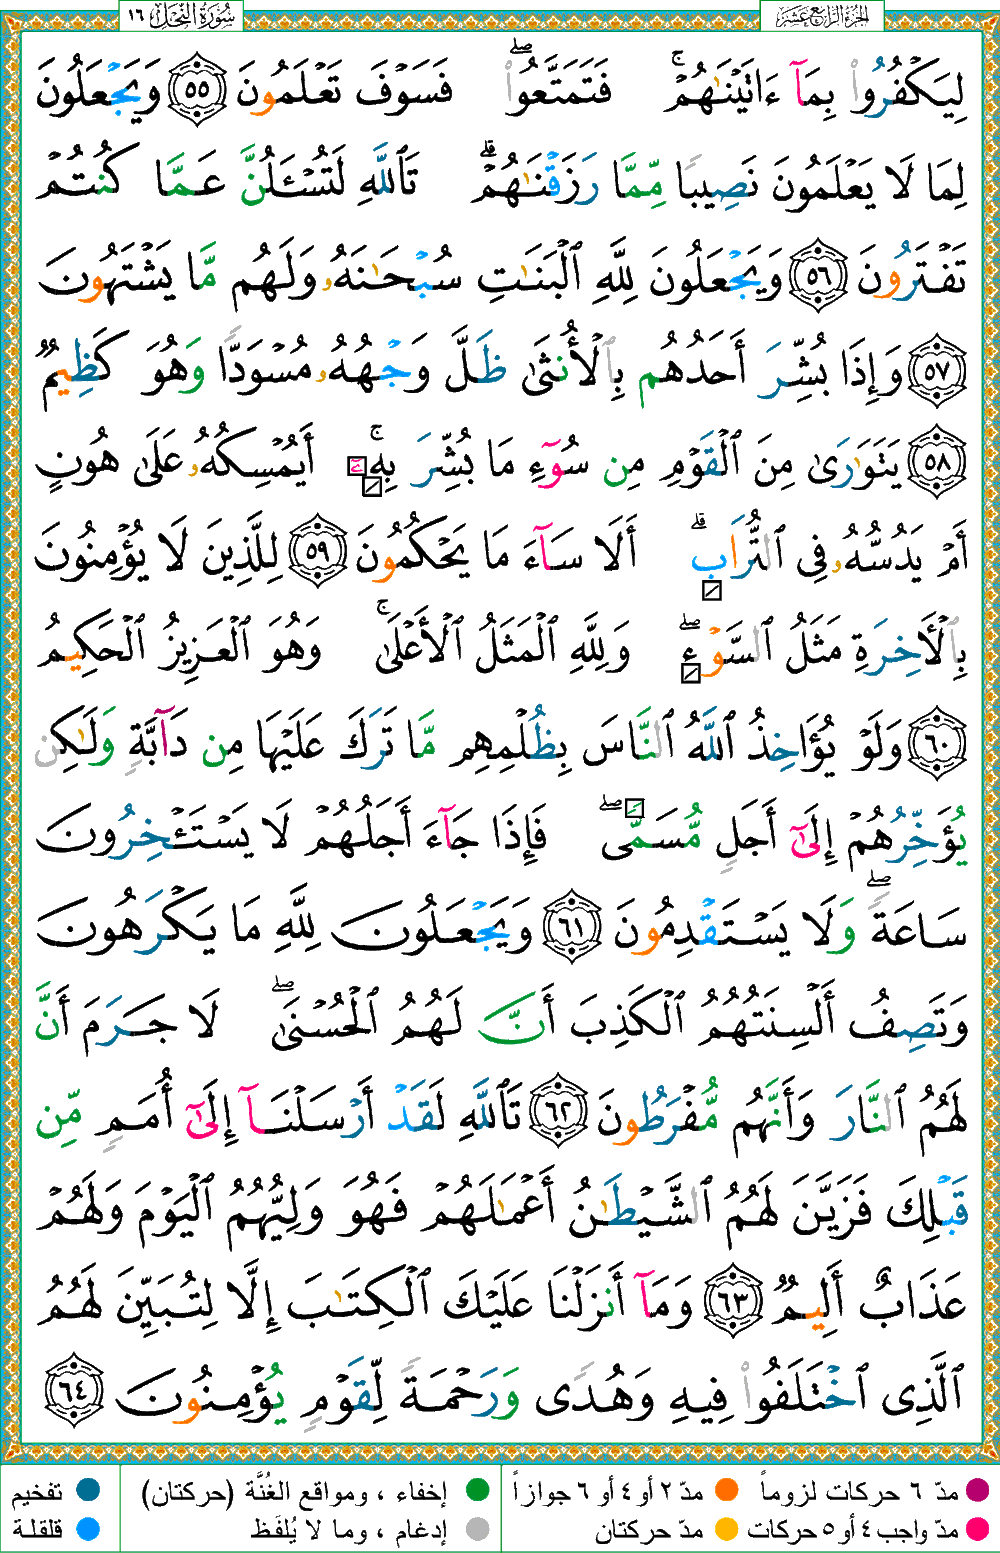 الجزء الرابع عشر
سورة النحل ١٦
لِيَكْفُرُوا۟ بِمَآ ءَاتَيْنَٰهُمْ ۚ فَتَمَتَّعُوا۟ ۖ فَسَوْفَ تَعْلَمُونَ ٥٥ وَيَجْعَلُونَ
لِمَا لَا يَعْلَمُونَ نَصِيبًا مِّمَّا رَزَقْنَٰهُمْ ۗ تَٱللَّهِ لَتُسْـَٔلُنَّ عَمَّا كُنتُمْ
تَفْتَرُونَ ٥٦ وَيَجْعَلُونَ لِلَّهِ ٱلْبَنَٰتِ سُبْحَٰنَهُۥ وَلَهُم مَّا يَشْتَهُونَ
٥٧ وَإِذَا بُشِّرَ أَحَدُهُم بِٱلْأُنثَىٰ ظَلَّ وَجْهُهُۥ مُسْوَدًّا وَهُوَ كَظِيمٌ
٥٨ يَتَوَٰرَىٰ مِنَ ٱلْقَوْمِ مِن سُوٓءِ مَا بُشِّرَ بِهِۦٓ ۚ أَيُمْسِكُهُۥ عَلَىٰ هُونٍ
أَمْ يَدُسُّهُۥ فِى ٱلتُّرَابِ ۗ أَلَا سَآءَ مَا يَحْكُمُونَ ٥٩ لِلَّذِينَ لَا يُؤْمِنُونَ
بِٱلْأَخِرَةِ مَثَلُ ٱلسَّوْءِ ۖ وَلِلَّهِ ٱلْمَثَلُ ٱلْأَعْلَىٰ ۚ وَهُوَ ٱلْعَزِيزُ ٱلْحَكِيمُ
٦٠ وَلَوْ يُؤَاخِذُ ٱللَّهُ ٱلنَّاسَ بِظُلْمِهِم مَّا تَرَكَ عَلَيْهَا مِن دَآبَّةٍ وَلَٰكِن
يُؤَخِّرُهُمْ إِلَىٰٓ أَجَلٍ مُّسَمًّى ۖ فَإِذَا جَآءَ أَجَلُهُمْ لَا يَسْتَـْٔخِرُونَ
سَاعَةً ۖ وَلَا يَسْتَقْدِمُونَ ٦١ وَيَجْعَلُونَ لِلَّهِ مَا يَكْرَهُونَ
وَتَصِفُ أَلْسِنَتُهُمُ ٱلْكَذِبَ أَنَّ لَهُمُ ٱلْحُسْنَىٰ ۖ لَا جَرَمَ أَنَّ
لَهُمُ ٱلنَّارَ وَأَنَّهُم مُّفْرَطُونَ ٦٢ تَٱللَّهِ لَقَدْ أَرْسَلْنَآ إِلَىٰٓ أُمَمٍ مِّن
قَبْلِكَ فَزَيَّنَ لَهُمُ ٱلشَّيْطَٰنُ أَعْمَٰلَهُمْ فَهُوَ وَلِيُّهُمُ ٱلْيَوْمَ وَلَهُمْ
عَذَابٌ أَلِيمٌ ٦٣ وَمَآ أَنزَلْنَا عَلَيْكَ ٱلْكِتَٰبَ إِلَّا لِتُبَيِّنَ لَهُمُ
ٱلَّذِى ٱخْتَلَفُوا۟ فِيهِ وَهُدًى وَرَحْمَةً لِّقَوْمٍ يُؤْمِنُونَ ٦٤
مدّ ٦ حركات لزوماً مدّ ٢ أو ٤ أو ٦ جوازاً إخفاء ، ومواقع الغُنَّة (حركتان) تفخيم
مدّ واجب ٤ أو ٥ حركات مدّ حركتان إدغام ، وما لا يُلفَظ قلقلة